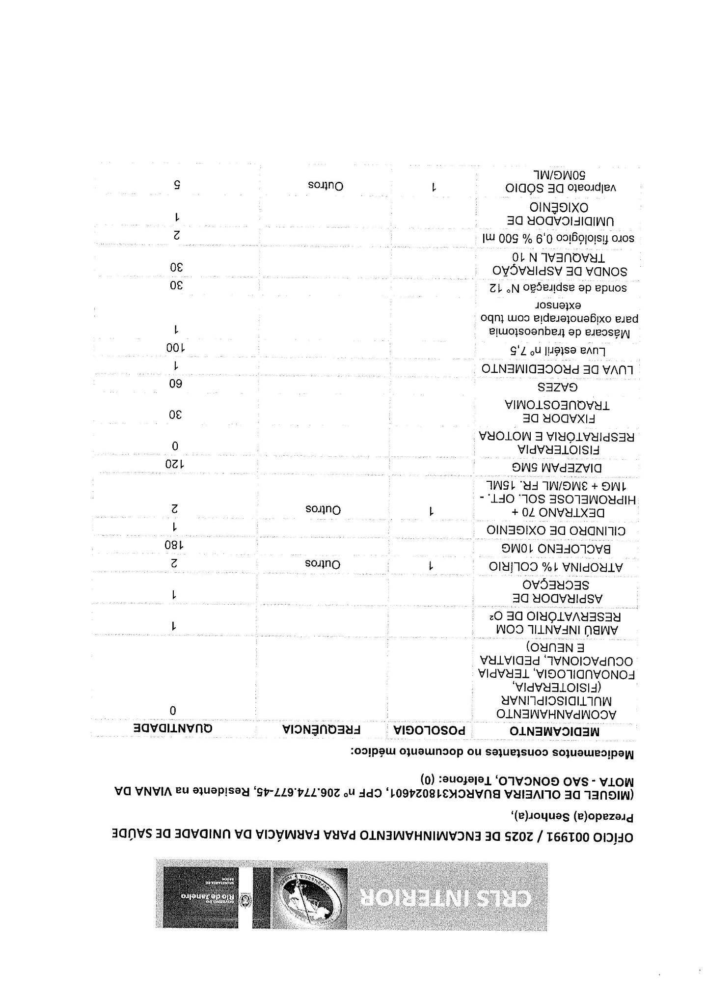 CRLS INTERIOR
GOVERNO DO
Rio de Janeiro
SECRETARIA DE
SAÚDE
OFÍCIO 001991 / 2025 DE ENCAMINHAMENTO PARA FARMÁCIA DA UNIDADE DE SAÚDE
Prezado(a) Senhor(a),
(MIGUEL DE OLIVEIRA BUARCK318024601, CPF nº 206.774.677-45, Residente na VIANA DA
MOTA - SAO GONCALO, Telefone: (0)
Medicamentos constantes no documento médico:
MEDICAMENTO POSOLOGIA FREQUÊNCIA QUANTIDADE
ACOMPANHAMENTO 0
MULTIDISCIPLINAR
(FISIOTERAPIA,
FONOAUDILOGIA, TERAPIA
OCUPACIONAL, PEDIATRA
E NEURO)
AMBÚ INFANTIL COM 1
RESERVATÓRIO DE O²
ASPIRADOR DE 1
SECREÇAO
ATROPINA 1% COLÍRIO 1 Outros 2
BACLOFENO 10MG 180
CILINDRO DE OXIGENIO 1
DEXTRANO 70 + 1 Outros 2
HIPROMELOSE SOL. OFT. -
1MG + 3MG/ML FR. 15ML
DIAZEPAM 5MG 120
FISIOTERAPIA 0
RESPIRATÓRIA E MOTORA
FIXADOR DE 30
TRAQUEOSTOMIA
GAZES 60
LUVA DE PROCEDIMENTO 1
Luva estéril nº 7,5 100
Máscara de traqueostomia 1
para oxigenoterapia com tubo
extensor
sonda de aspiração Nº 12 30
SONDA DE ASPIRAÇÃO 30
TRAQUEAL N 10
soro fisiológico 0,9 % 500 ml 2
UMIDIFICADOR DE 1
OXIGÊNIO
valproato DE SÓDIO 1 Outros 5
50MG/ML